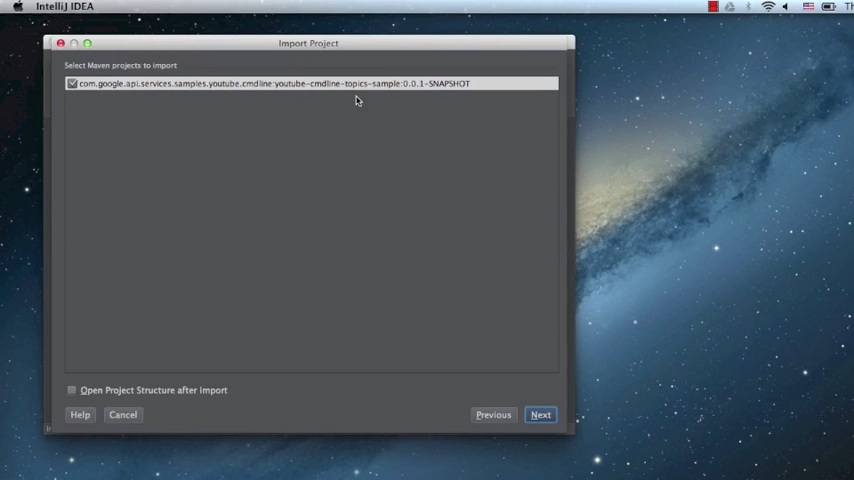 IntelliJ IDEA
Import Project
Select Maven projects to import
com.google.api.services.samples.youtube.cmdline:youtube-cmdline-topics-sample:0.0.1-SNAPSHOT
Open Project Structure after import
Help
Cancel
Previous
Next